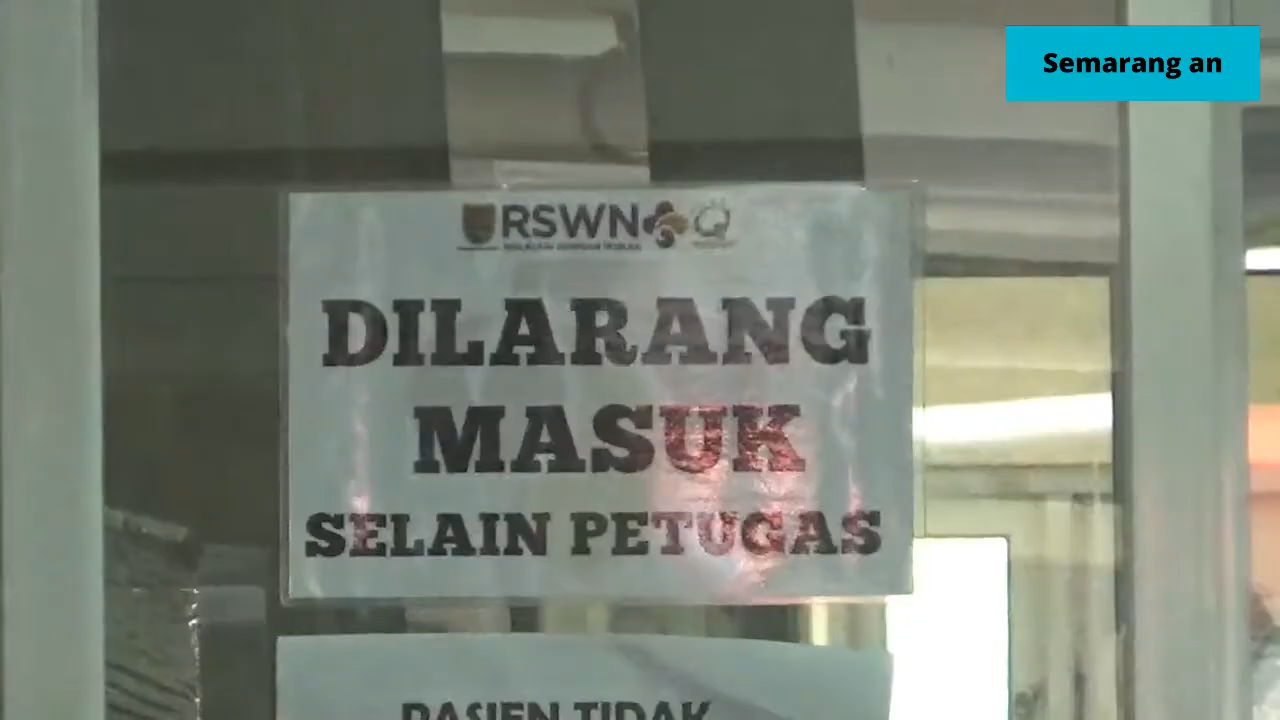 Semarang an
RSWN
DILARANG
MASUK
SELAIN PETUGAS
PASIEN TIDAK